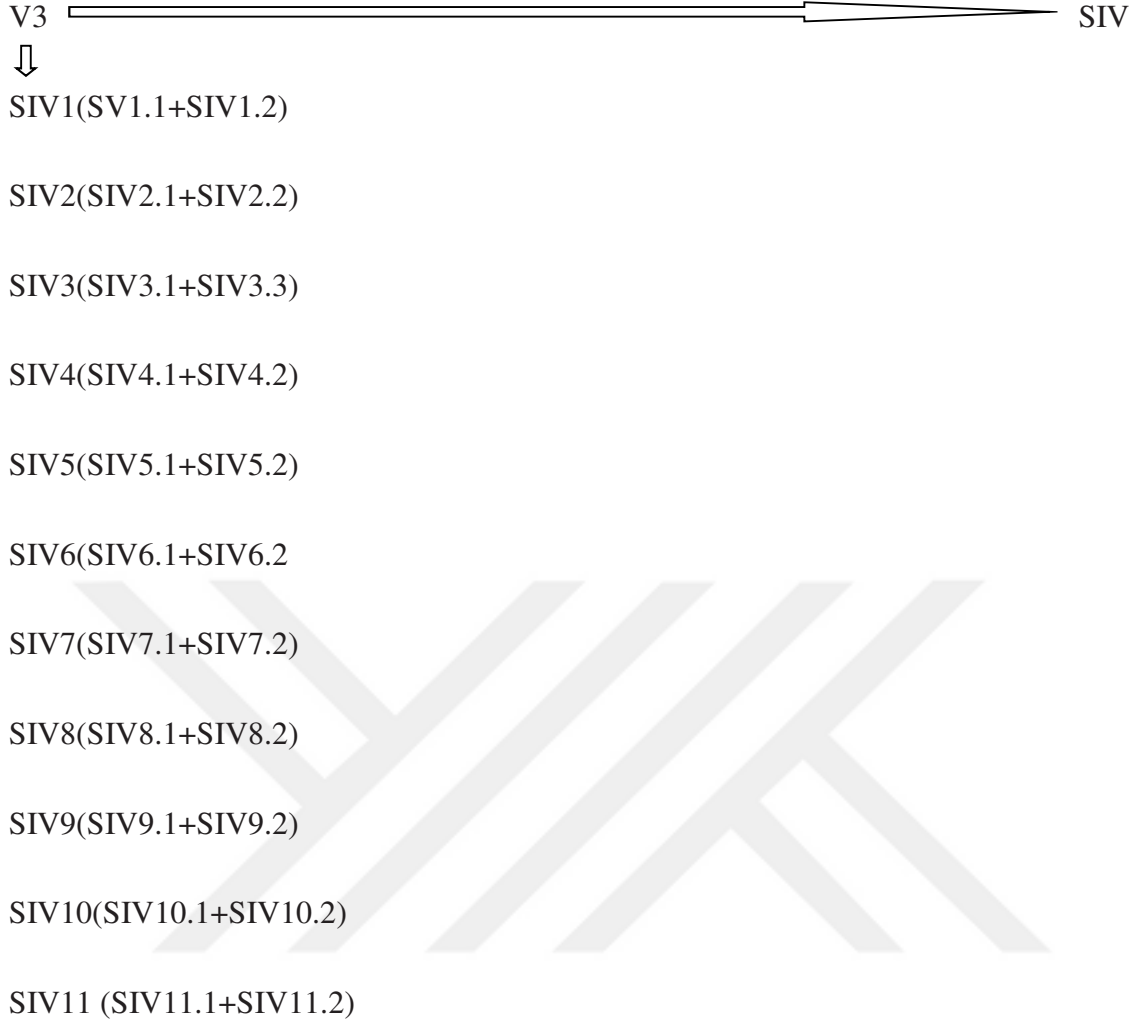 V3 SIV
SIV1(SV1.1+SIV1.2)
SIV2(SIV2.1+SIV2.2)
SIV3(SIV3.1+SIV3.3)
SIV4(SIV4.1+SIV4.2)
SIV5(SIV5.1+SIV5.2)
SIV6(SIV6.1+SIV6.2
SIV7(SIV7.1+SIV7.2)
SIV8(SIV8.1+SIV8.2)
SIV9(SIV9.1+SIV9.2)
SIV10(SIV10.1+SIV10.2)
SIV11 (SIV11.1+SIV11.2)